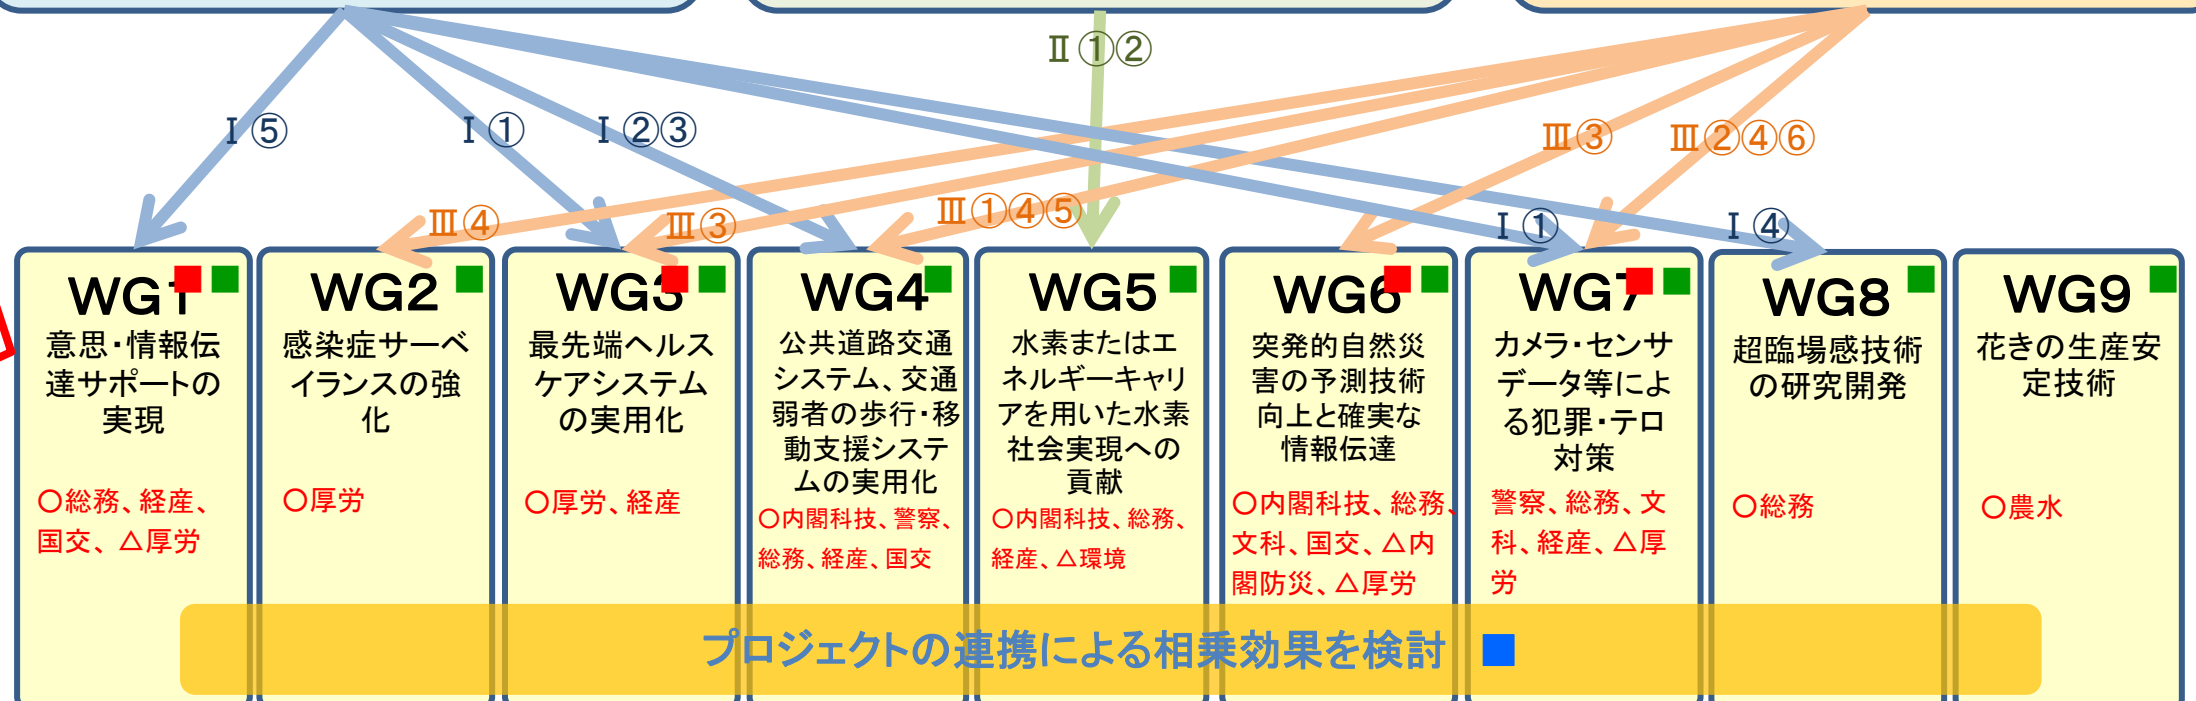 Ⅱ①②
Ⅰ⑤
Ⅰ①
Ⅰ②③
Ⅲ③
Ⅲ②④⑥
Ⅲ④
Ⅲ③
Ⅲ①④⑤
Ⅰ①
Ⅰ④
WG1
意思・情報伝
達サポートの
実現
〇総務、経産、
国交、△厚労
WG2
感染症サーベ
イランスの強
化
〇厚労
WG3
最先端ヘルス
ケアシステム
の実用化
〇厚労、経産
WG4
公共道路交通
システム、交通
弱者の歩行・移
動支援システ
ムの実用化
〇内閣科技、警察、
総務、経産、国交
WG5
水素またはエ
ネルギーキャリ
アを用いた水素
社会実現への
貢献
〇内閣科技、総務、
経産、△環境
WG6
突発的自然災
害の予測技術
向上と確実な
情報伝達
〇内閣科技、総務、
文科、国交、△内
閣防災、△厚労
WG7
カメラ・センサ
データ等によ
る犯罪・テロ
対策
警察、総務、文
科、経産、△厚
労
WG8
超臨場感技術
の研究開発
〇総務
WG9
花きの生産安
定技術
〇農水
プロジェクトの連携による相乗効果を検討